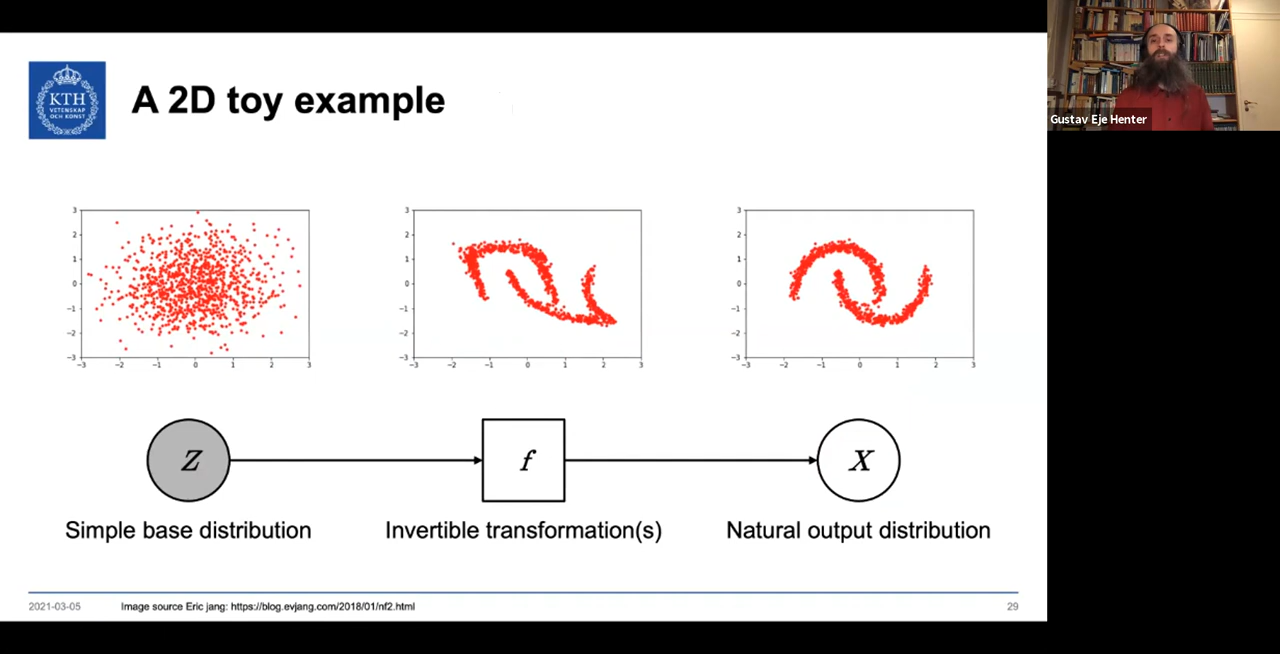 KTH
VETENSKAP
OCH KONST
A 2D toy example
Gustav Eje Henter
3
2
1
0
−1
−2
−3
−3 −2 −1 0 1 2 3
3
2
1
0
−1
−2
−3
−3 −2 −1 0 1 2 3
3
2
1
0
−1
−2
−3
−3 −2 −1 0 1 2 3
Z f X
Simple base distribution Invertible transformation(s) Natural output distribution
2021-03-05 Image source Eric jang: https://blog.evjang.com/2018/01/nf2.html 29